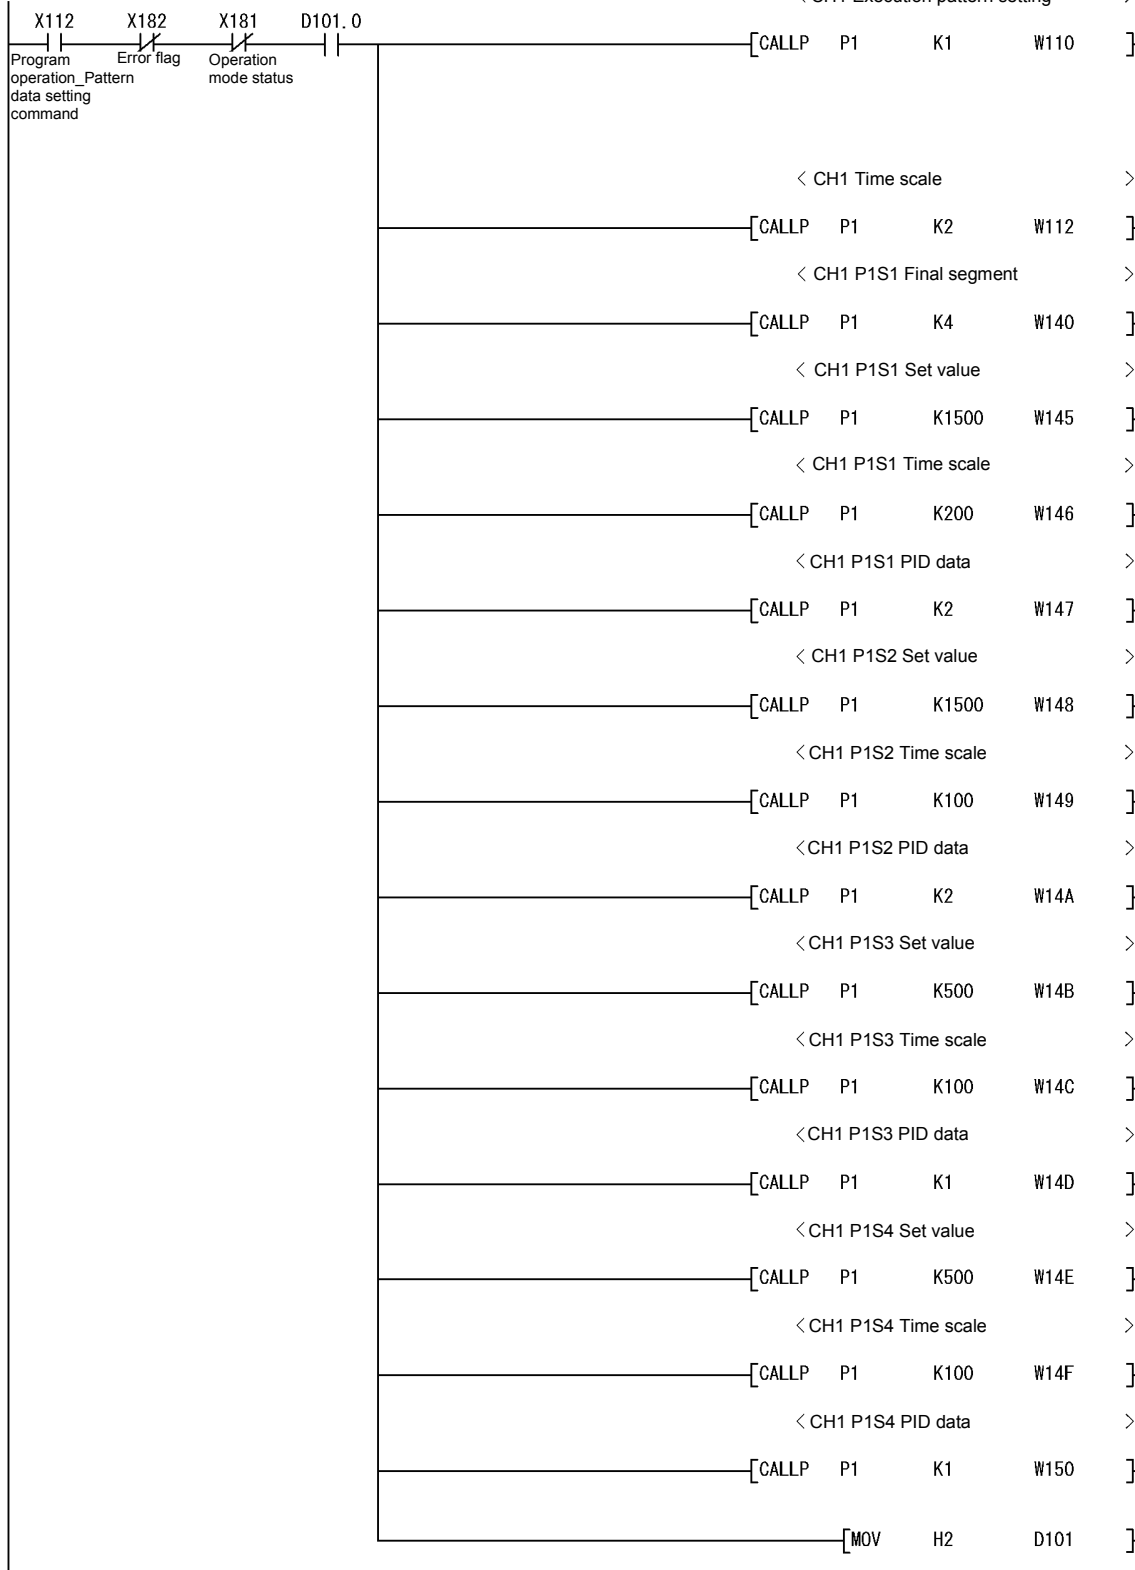 < CH1 Execution pattern setting >
X112 X182 X181 D101.0
[CALLP P1 K1 W110 ]
Program operation_Pattern data setting command
Error flag
Operation mode status
< CH1 Time scale >
[CALLP P1 K2 W112 ]
< CH1 P1S1 Final segment >
[CALLP P1 K4 W140 ]
< CH1 P1S1 Set value >
[CALLP P1 K1500 W145 ]
< CH1 P1S1 Time scale >
[CALLP P1 K200 W146 ]
< CH1 P1S1 PID data >
[CALLP P1 K2 W147 ]
< CH1 P1S2 Set value >
[CALLP P1 K1500 W148 ]
< CH1 P1S2 Time scale >
[CALLP P1 K100 W149 ]
< CH1 P1S2 PID data >
[CALLP P1 K2 W14A ]
< CH1 P1S3 Set value >
[CALLP P1 K500 W14B ]
< CH1 P1S3 Time scale >
[CALLP P1 K100 W14C ]
< CH1 P1S3 PID data >
[CALLP P1 K1 W14D ]
< CH1 P1S4 Set value >
[CALLP P1 K500 W14E ]
< CH1 P1S4 Time scale >
[CALLP P1 K100 W14F ]
< CH1 P1S4 PID data >
[CALLP P1 K1 W150 ]
[MOV H2 D101 ]